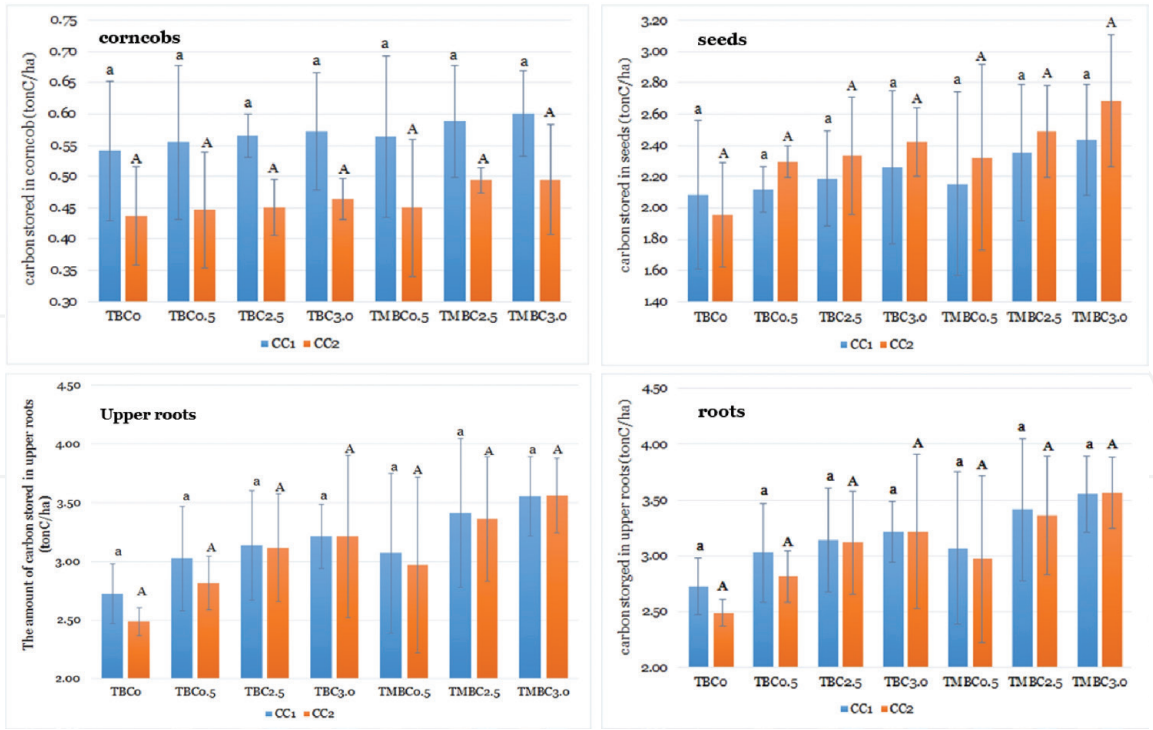 corncobs
carbon stored in corncob (tonC/ha)
0.75
0.70
0.65
0.60
0.55
0.50
0.45
0.40
0.35
0.30
a A a A a A a A a A a A a A
TBC0 TBC0.5 TBC2.5 TBC3.0 TMBC0.5 TMBC2.5 TMBC3.0
CC1 CC2
seeds
carbon stored in seeds (tonC/ha)
3.20
3.00
2.80
2.60
2.40
2.20
2.00
1.80
1.60
1.40
a A a A a A a A a A a A a A
TBC0 TBC0.5 TBC2.5 TBC3.0 TMBC0.5 TMBC2.5 TMBC3.0
CC1 CC2
Upper roots
The amount of carbon stored in upper roots
(tonC/ha)
4.50
4.00
3.50
3.00
2.50
2.00
a A a A a A a A a A a A a A
TBC0 TBC0.5 TBC2.5 TBC3.0 TMBC0.5 TMBC2.5 TMBC3.0
CC1 CC2
roots
carbon storged in upper roots (tonC/ha)
4.50
4.00
3.50
3.00
2.50
2.00
a A a A a A a A a A a A a A
TBC0 TBC0.5 TBC2.5 TBC3.0 TMBC0.5 TMBC2.5 TMBC3.0
CC1 CC2